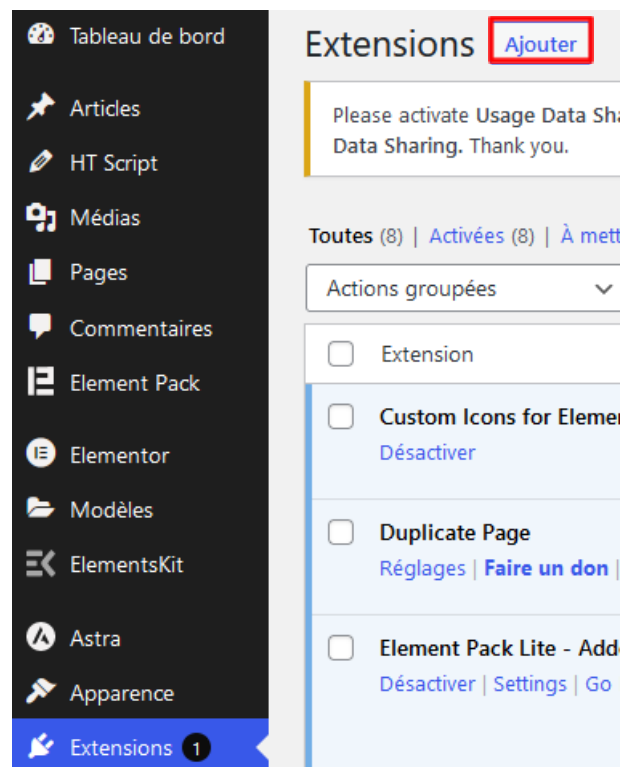 Tableau de bord
Articles
HT Script
Médias
Pages
Commentaires
Element Pack
Elementor
Modèles
ElementsKit
Astra
Apparence
Extensions 1
Extensions Ajouter
Please activate Usage Data Sha
Data Sharing. Thank you.
Toutes (8) | Activées (8) | À mett
Actions groupées
Extension
Custom Icons for Elemen
Désactiver
Duplicate Page
Réglages | Faire un don |
Element Pack Lite - Add
Désactiver | Settings | Go